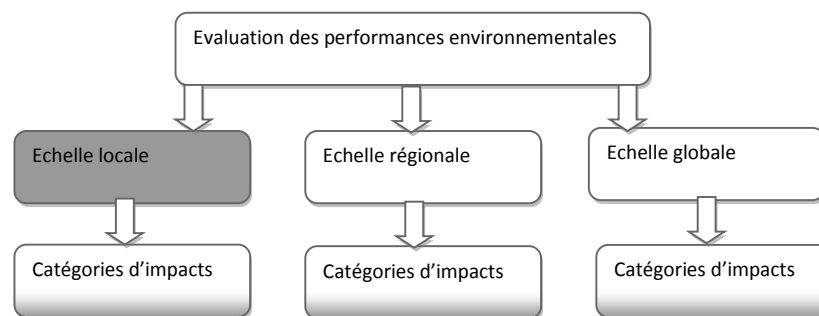 Evaluation des performances environnementales
Echelle locale
Echelle régionale
Echelle globale
Catégories d’impacts
Catégories d’impacts
Catégories d’impacts